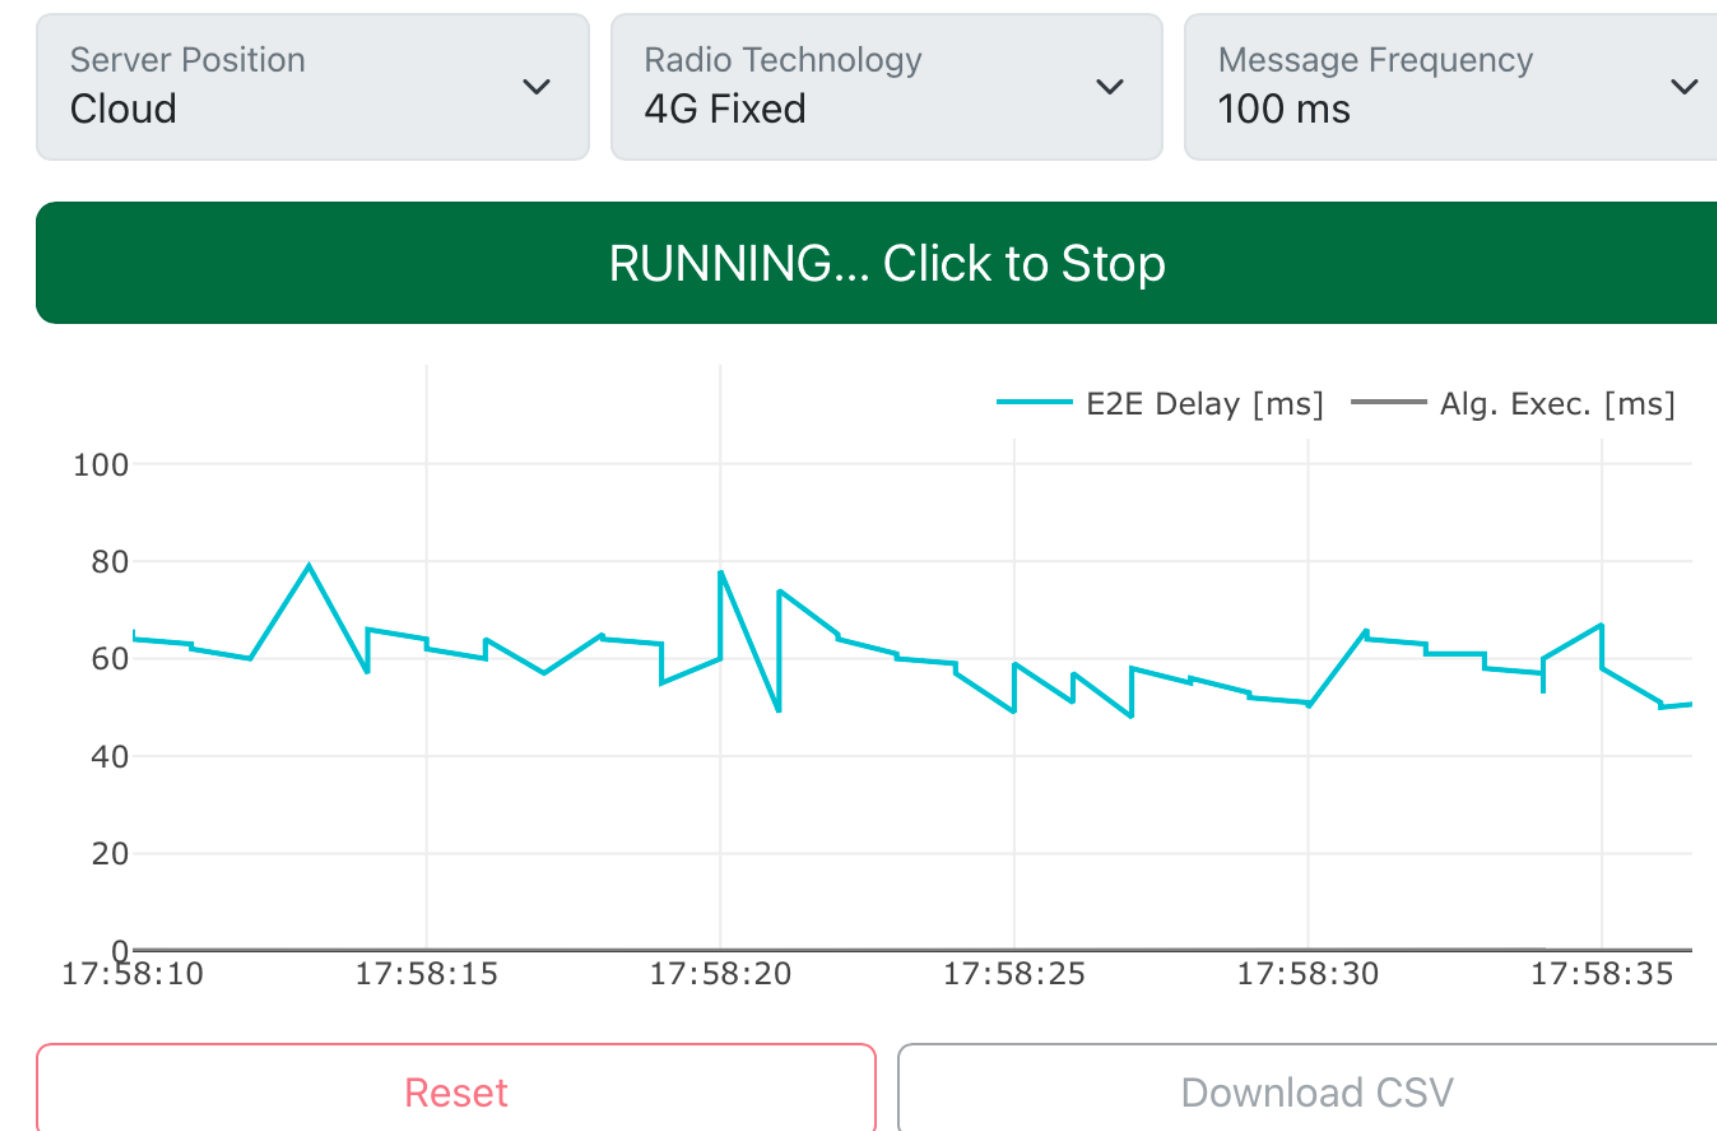 Server Position
Cloud
Radio Technology
4G Fixed
Message Frequency
100 ms
RUNNING... Click to Stop
E2E Delay [ms]
Alg. Exec. [ms]
100
80
60
40
20
0
17:58:10
17:58:15
17:58:20
17:58:25
17:58:30
17:58:35
Reset
Download CSV